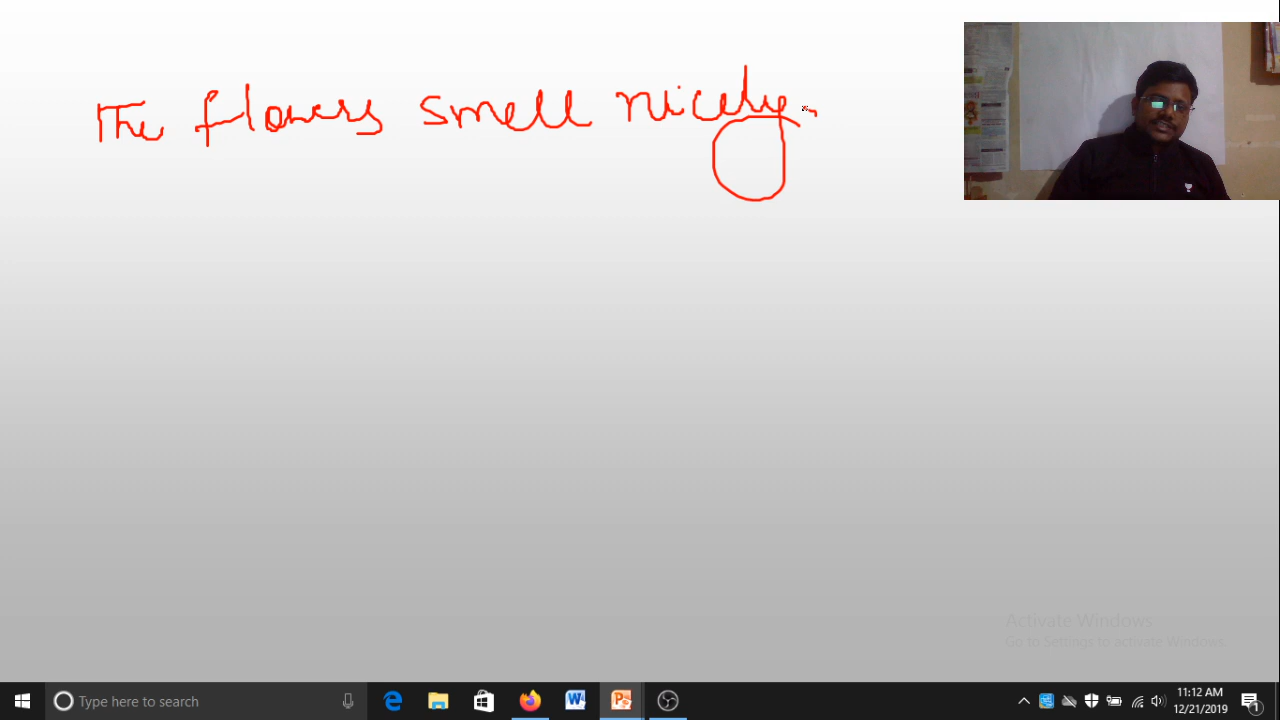 The flowers smell nicely.
Activate Windows
Go to Settings to activate Windows.
Type here to search
11:12 AM
12/21/2019